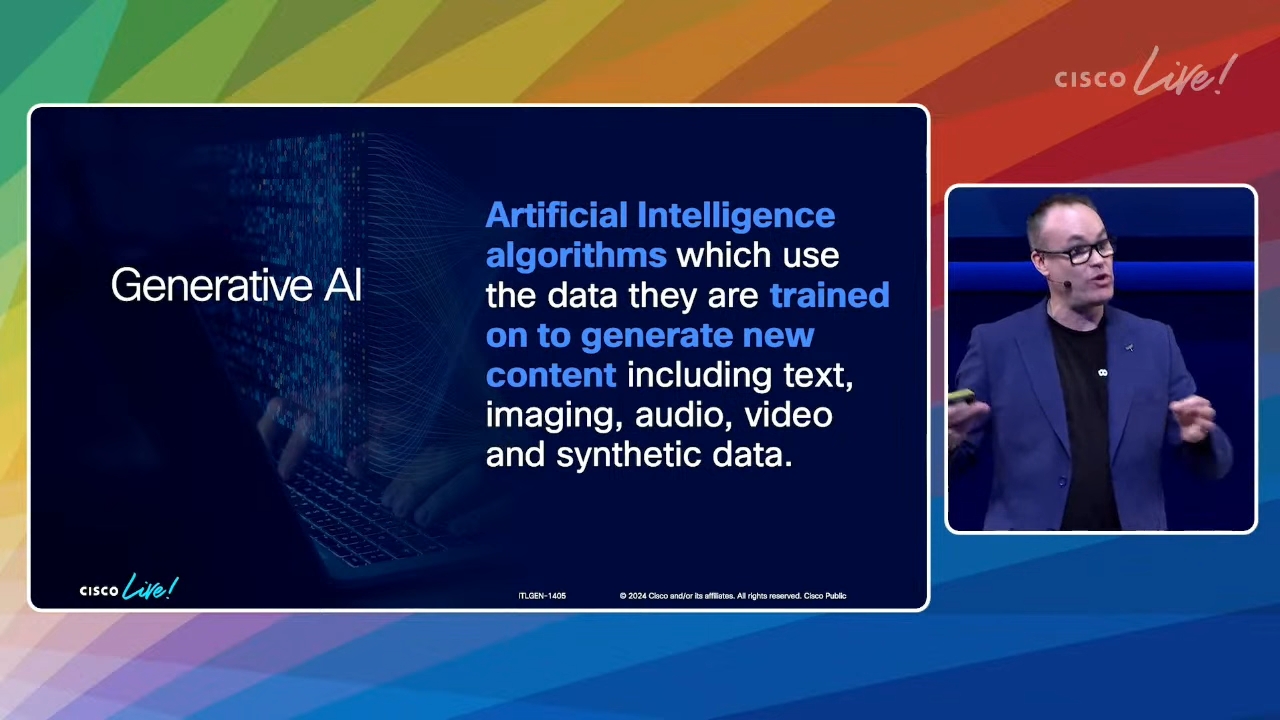 CISCO Live!
Generative AI
Artificial Intelligence
algorithms which use
the data they are trained
on to generate new
content including text,
imaging, audio, video
and synthetic data.
CISCO Live!
ITLGEN-1405
© 2024 Cisco and/or its affiliates. All rights reserved. Cisco Public